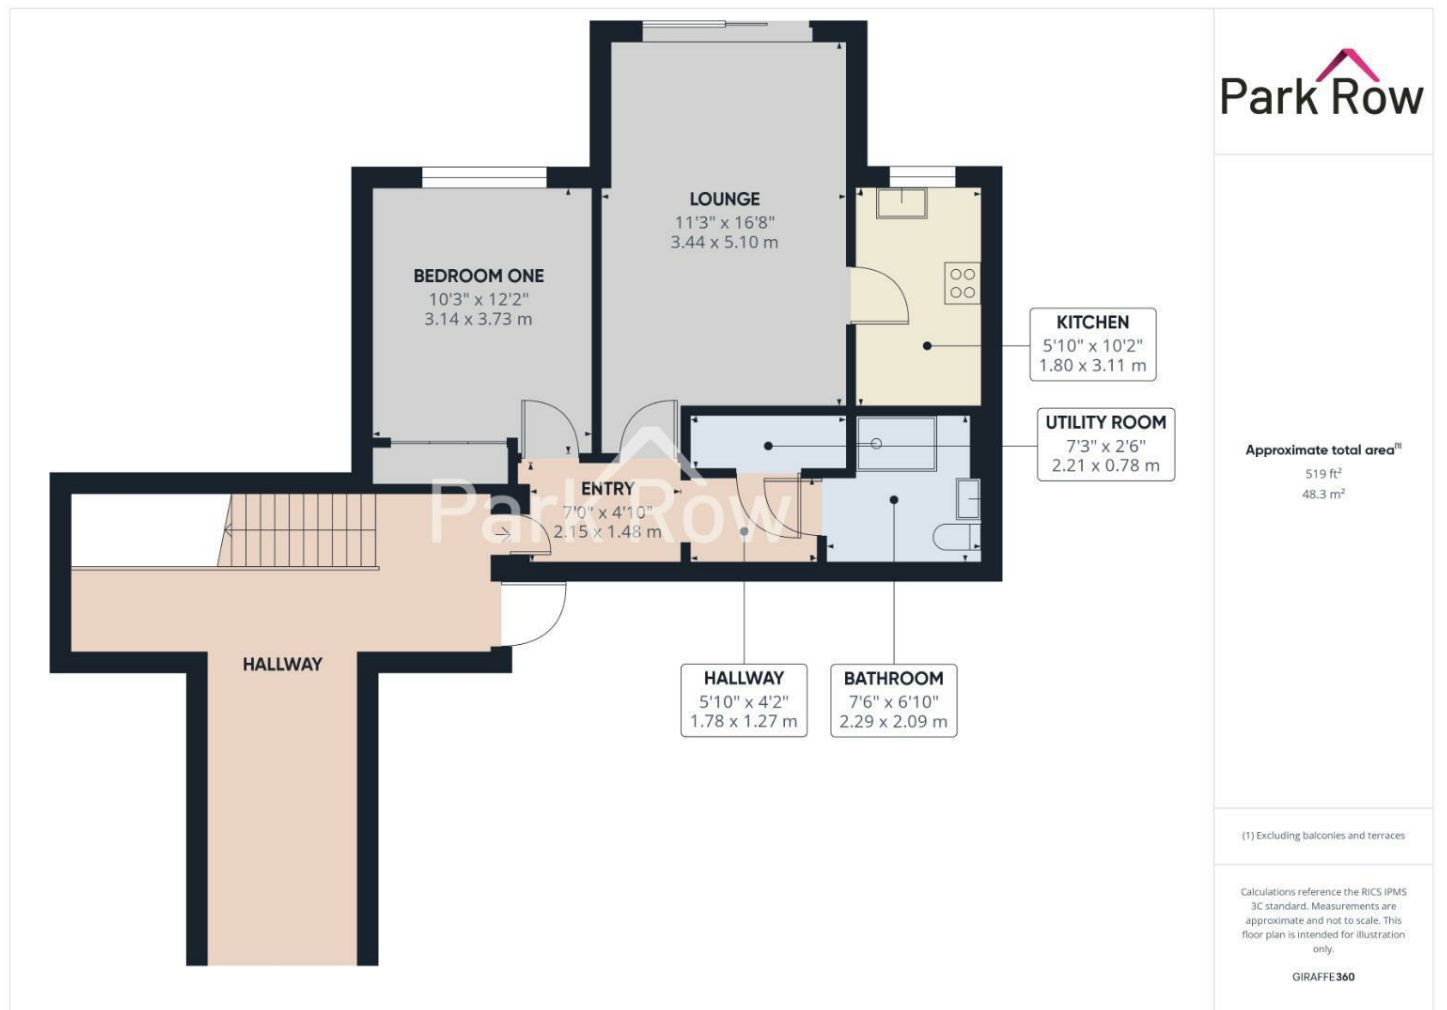 LOUNGE
11'3" x 16'8"
3.44 x 5.10 m
BEDROOM ONE
10'3" x 12'2"
3.14 x 3.73 m
KITCHEN
5'10" x 10'2"
1.80 x 3.11 m
UTILITY ROOM
7'3" x 2'6"
2.21 x 0.78 m
ENTRY
7'0" x 4'10"
2.15 x 1.48 m
Park Row
HALLWAY
HALLWAY
5'10" x 4'2"
1.78 x 1.27 m
BATHROOM
7'6" x 6'10"
2.29 x 2.09 m
Park Row
Approximate total area(1)
519 ft²
48.3 m²
(1) Excluding balconies and terraces
Calculations reference the RICS IPMS
3C standard. Measurements are
approximate and not to scale. This
floor plan is intended for illustration
only.
GIRAFFE360